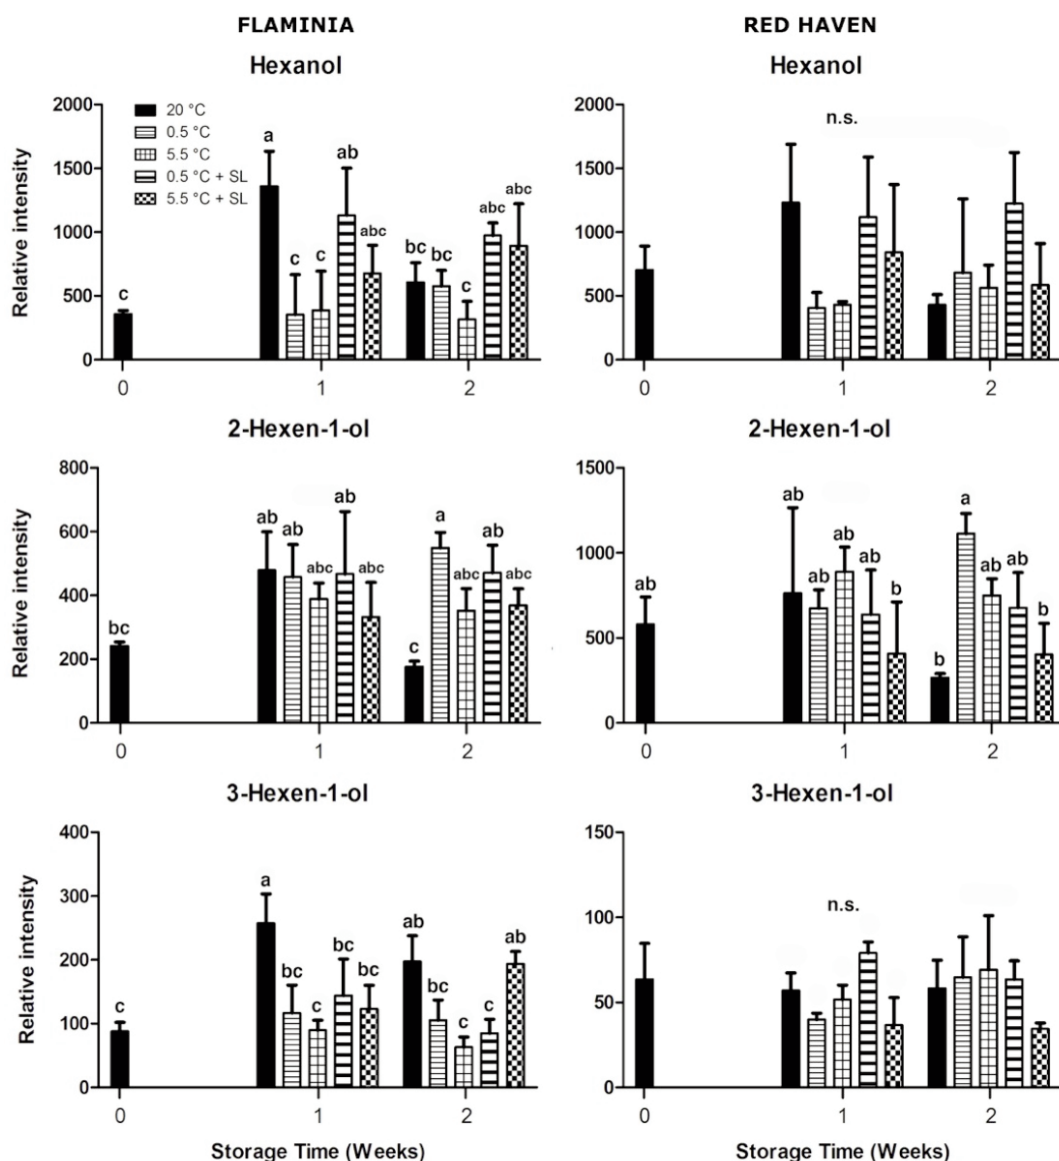 FLAMINIA
RED HAVEN
Hexanol
Hexanol
Relative intensity
2000
1500
1000
500
0
20 °C
0.5 °C
5.5 °C
0.5 °C + SL
5.5 °C + SL
c
a
c
c
ab
abc
bc
bc
c
abc
abc
0
1
2
2000
1500
1000
500
0
n.s.
0
1
2
2-Hexen-1-ol
2-Hexen-1-ol
Relative intensity
800
600
400
200
0
bc
ab
ab
abc
ab
abc
c
a
abc
ab
abc
0
1
2
1500
1000
500
0
ab
ab
ab
ab
ab
b
b
a
ab
ab
b
0
1
2
3-Hexen-1-ol
3-Hexen-1-ol
Relative intensity
400
300
200
100
0
c
a
bc
c
bc
bc
ab
bc
c
c
ab
0
1
2
Storage Time (Weeks)
150
100
50
0
n.s.
0
1
2
Storage Time (Weeks)